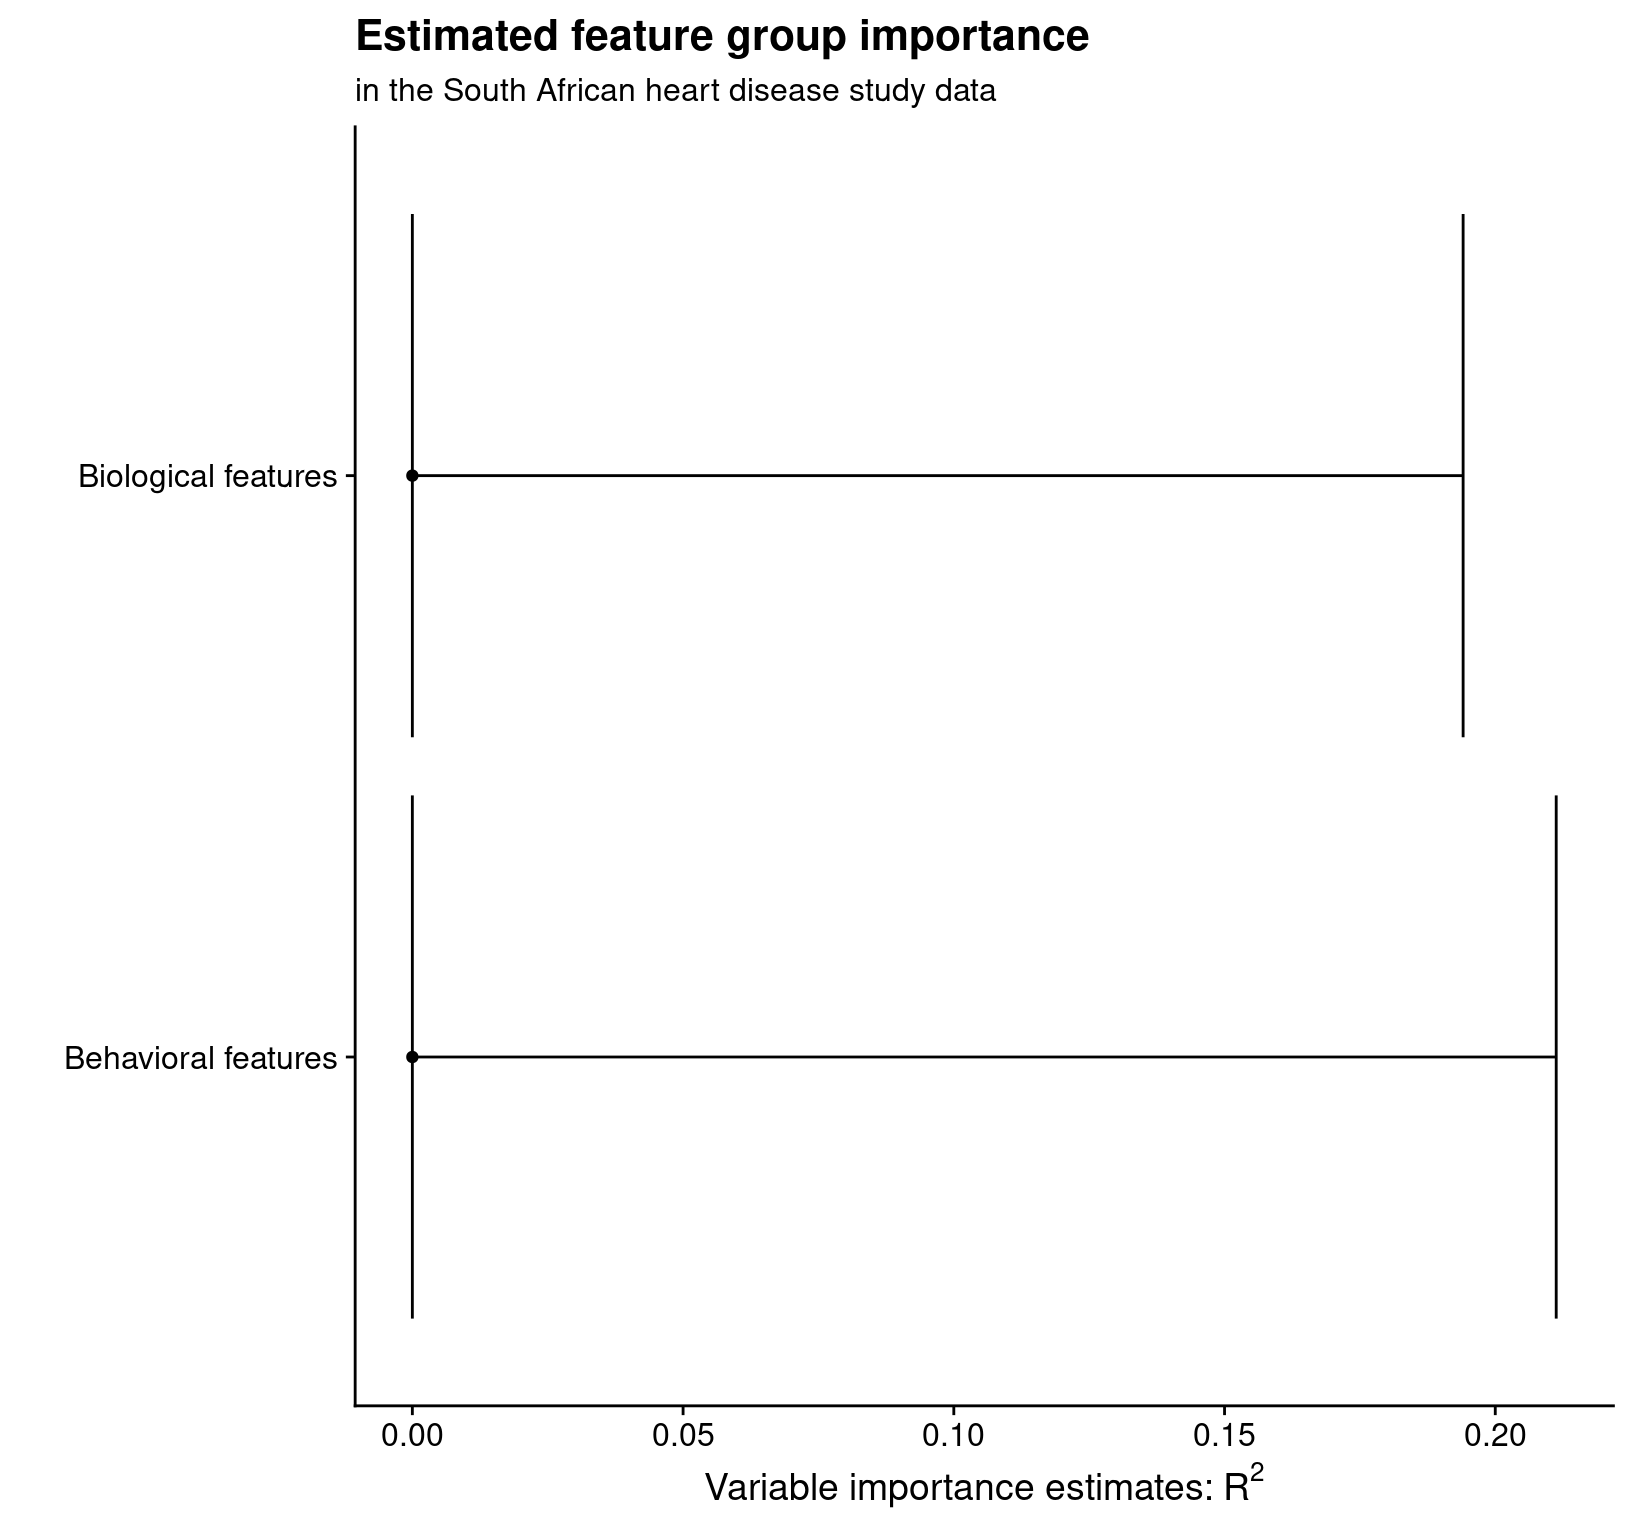 Estimated feature group importance
in the South African heart disease study data
Biological features
Behavioral features
0.00 0.05 0.10 0.15 0.20
Variable importance estimates: R²